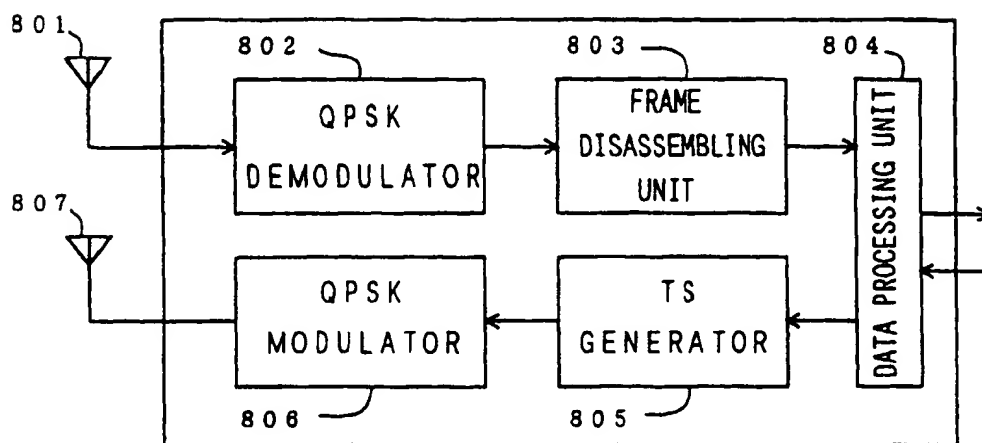 801
802
803
804
QPSK
DEMODULATOR
FRAME
DISASSEMBLING
UNIT
DATA PROCESSING UNIT
807
QPSK
MODULATOR
TS
GENERATOR
806
805